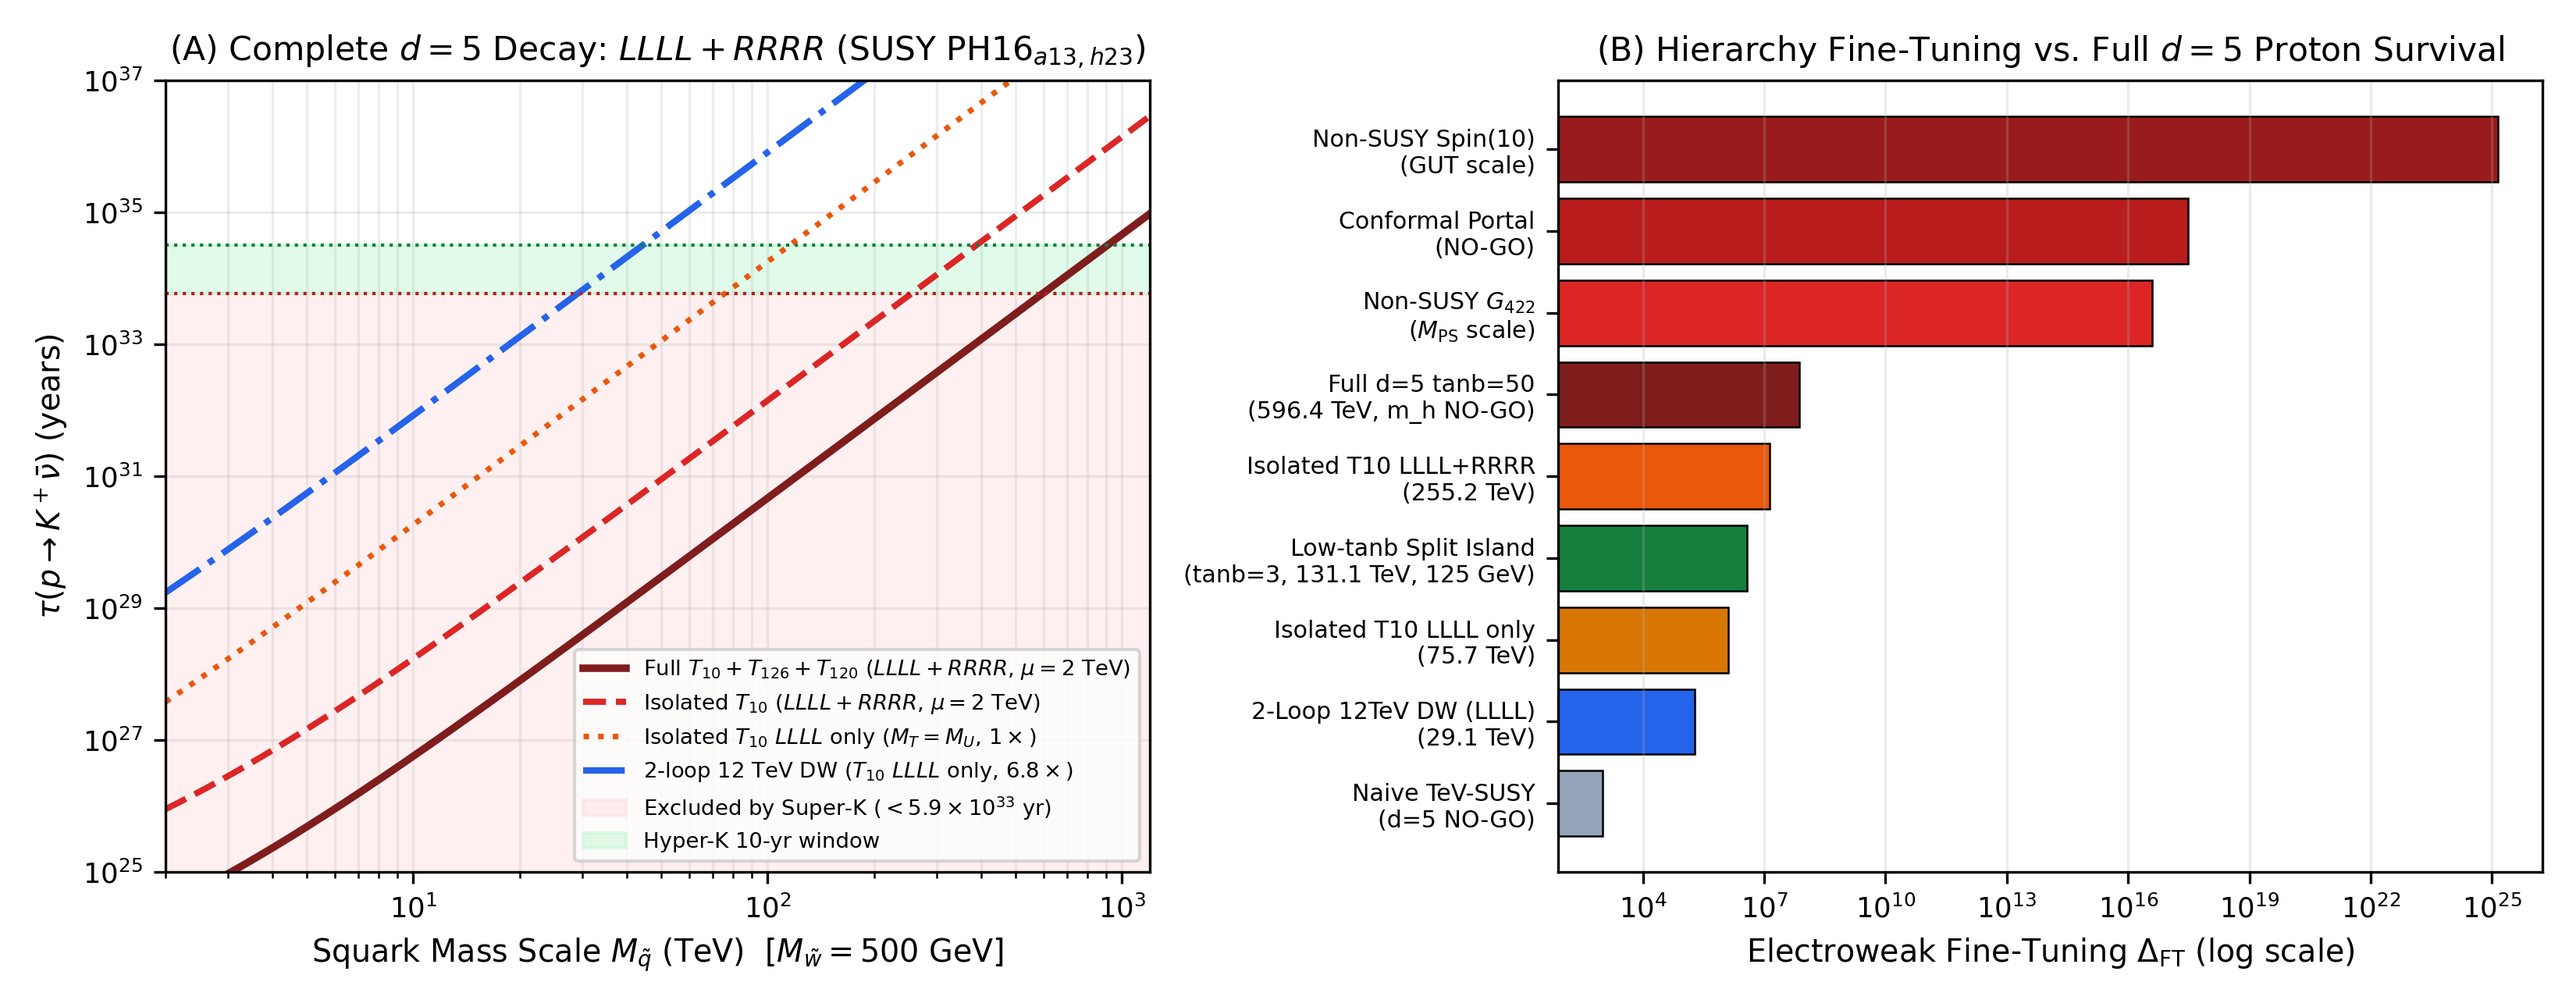 (A) Complete d = 5 Decay: LLLL + RRRR (SUSY PH16a13, h23)
10^37
10^35
10^33
10^31
10^29
10^27
10^25
τ(p → K⁺ ν̄) (years)
Full T₁₀ + T₁₂₆ + T₁₂₀ (LLLL + RRRR, μ = 2 TeV)
Isolated T₁₀ (LLLL + RRRR, μ = 2 TeV)
Isolated T₁₀ LLLL only (M_T = M_U, 1 ×)
2-loop 12 TeV DW (T₁₀ LLLL only, 6.8 ×)
Excluded by Super-K (< 5.9 × 10^33 yr)
Hyper-K 10-yr window
10^1
10^2
10^3
Squark Mass Scale M_q̃ (TeV) [M_w̃ = 500 GeV]
(B) Hierarchy Fine-Tuning vs. Full d = 5 Proton Survival
Non-SUSY Spin(10)
(GUT scale)
Conformal Portal
(NO-GO)
Non-SUSY G₄₂₂
(M_PS scale)
Full d=5 tanb=50
(596.4 TeV, m_h NO-GO)
Isolated T10 LLLL+RRRR
(255.2 TeV)
Low-tanb Split Island
(tanb=3, 131.1 TeV, 125 GeV)
Isolated T10 LLLL only
(75.7 TeV)
2-Loop 12TeV DW (LLLL)
(29.1 TeV)
Naive TeV-SUSY
(d=5 NO-GO)
10^4
10^7
10^10
10^13
10^16
10^19
10^22
10^25
Electroweak Fine-Tuning Δ_FT (log scale)